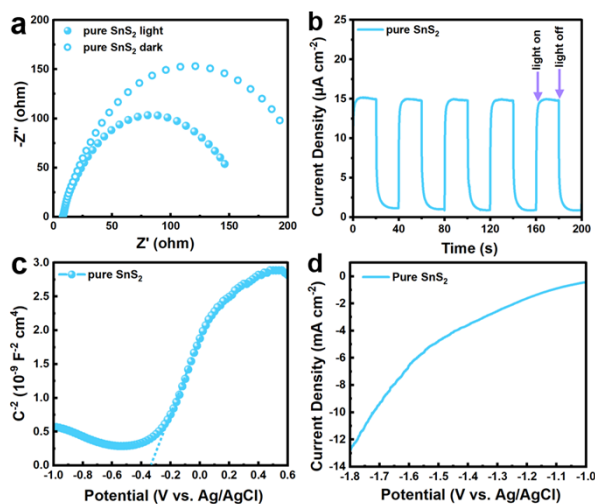 a
pure SnS₂ light
pure SnS₂ dark
-Z'' (ohm)
200
150
100
50
0
0 50 100 150 200
Z' (ohm)
b
pure SnS₂
light on
light off
Current Density (μA cm⁻²)
25
20
15
10
5
0
0 40 80 120 160 200
Time (s)
c
pure SnS₂
C⁻² (10⁻⁹ F⁻² cm⁴)
3.0
2.5
2.0
1.5
1.0
0.5
0.0
-1.0 -0.8 -0.6 -0.4 -0.2 0.0 0.2 0.4 0.6
Potential (V vs. Ag/AgCl)
d
Pure SnS₂
Current Density (mA cm⁻²)
0
-2
-4
-6
-8
-10
-12
-14
-1.8 -1.7 -1.6 -1.5 -1.4 -1.3 -1.2 -1.1 -1.0
Potential (V vs. Ag/AgCl)